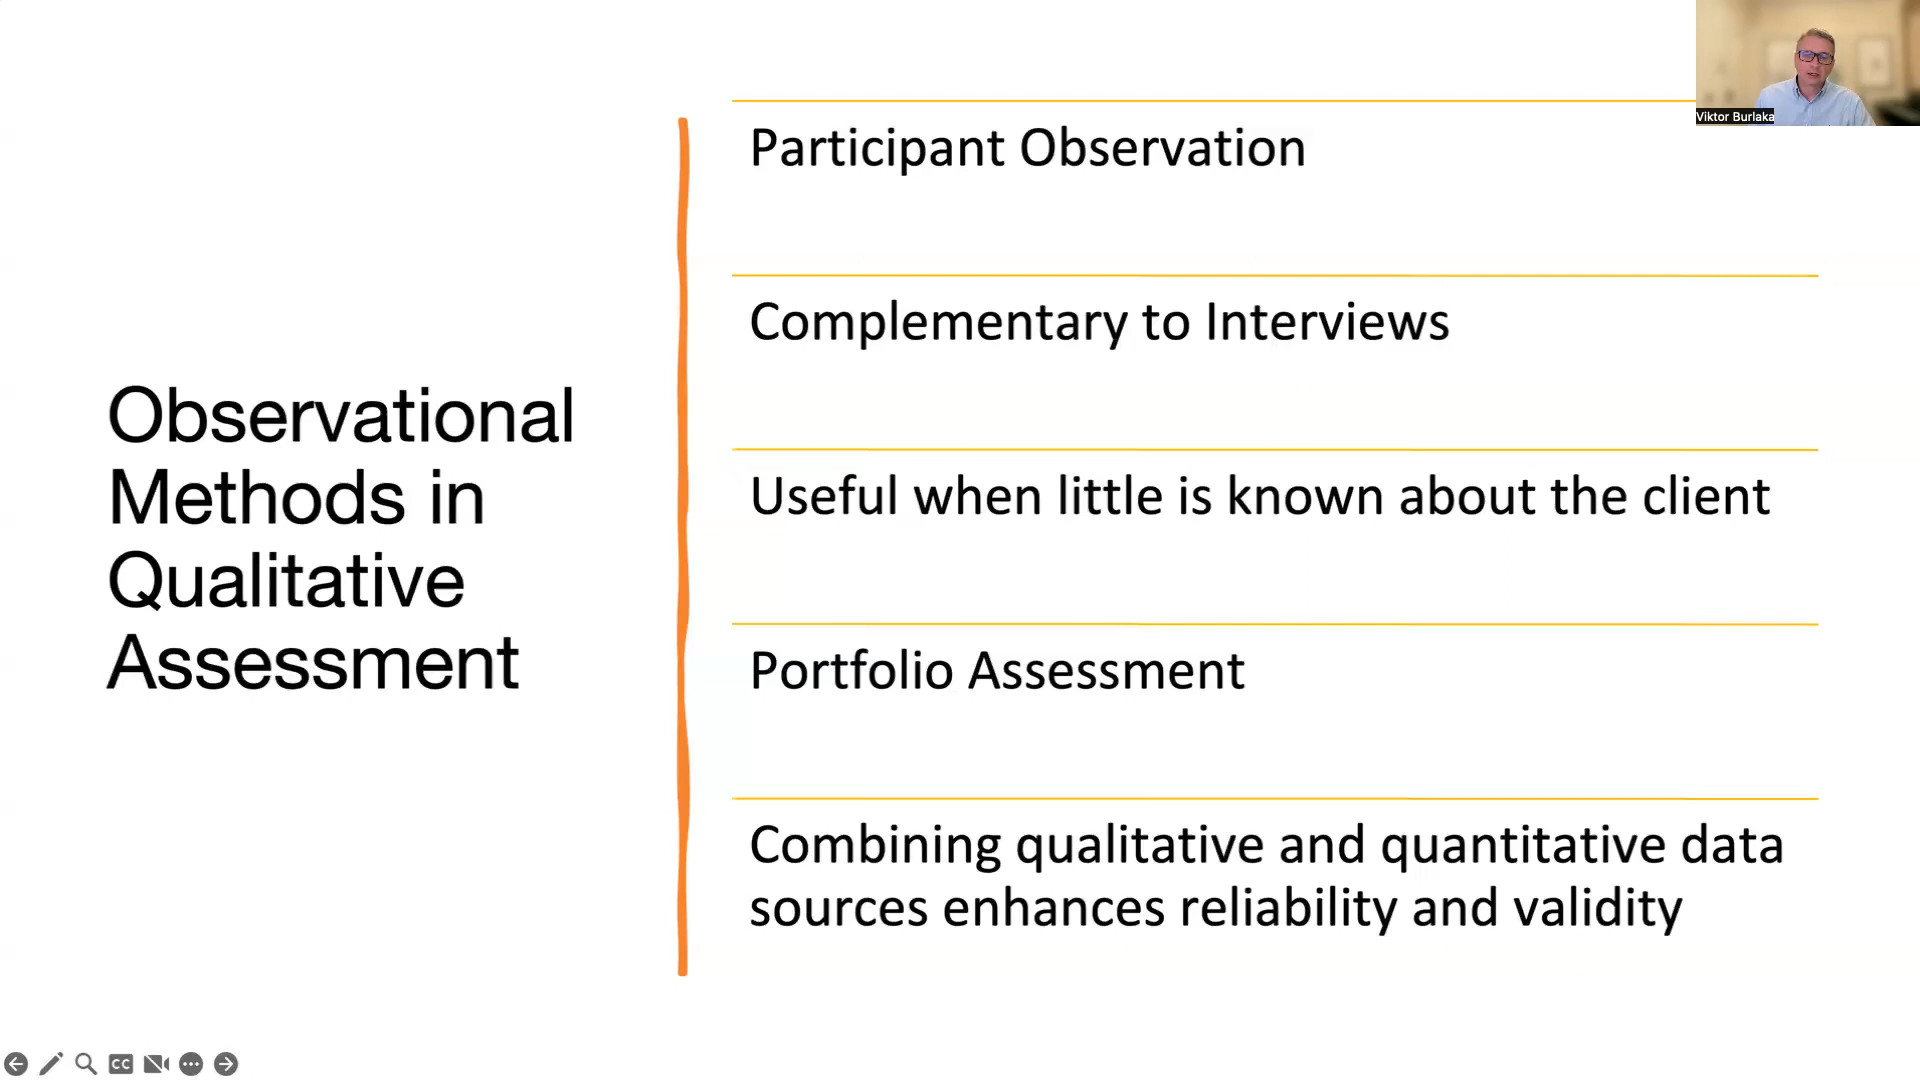 Observational
Methods in
Qualitative
Assessment
Participant Observation
Complementary to Interviews
Useful when little is known about the client
Portfolio Assessment
Combining qualitative and quantitative data
sources enhances reliability and validity
Viktor Burlaka
CC